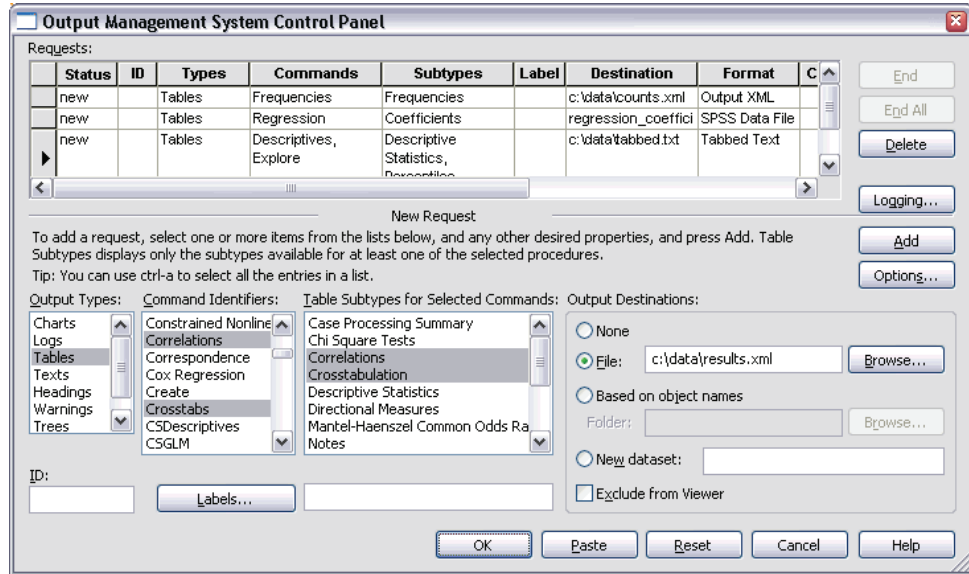 Output Management System Control Panel
Requests:
Status ID Types Commands Subtypes Label Destination Format C
new Tables Frequencies Frequencies c:\data\counts.xml Output XML
new Tables Regression Coefficients regression_coeffici SPSS Data File
new Tables Descriptives, Descriptive c:\data\tabbed.txt Tabbed Text
Explore Statistics,
Percentiles
End
End All
Delete
Logging...
New Request
To add a request, select one or more items from the lists below, and any other desired properties, and press Add. Table
Subtypes displays only the subtypes available for at least one of the selected procedures.
Tip: You can use ctrl-a to select all the entries in a list.
Add
Options...
Output Types:
Charts
Logs
Tables
Texts
Headings
Warnings
Trees
Command Identifiers:
Constrained Nonline
Correlations
Correspondence
Cox Regression
Create
Crosstabs
CSDescriptives
CSGLM
Table Subtypes for Selected Commands:
Case Processing Summary
Chi Square Tests
Correlations
Crosstabulation
Descriptive Statistics
Directional Measures
Mantel-Haenszel Common Odds Ra
Notes
Output Destinations:
None
File: c:\data\results.xml Browse...
Based on object names
Folder: Browse...
New dataset:
Exclude from Viewer
ID:
Labels...
OK Paste Reset Cancel Help